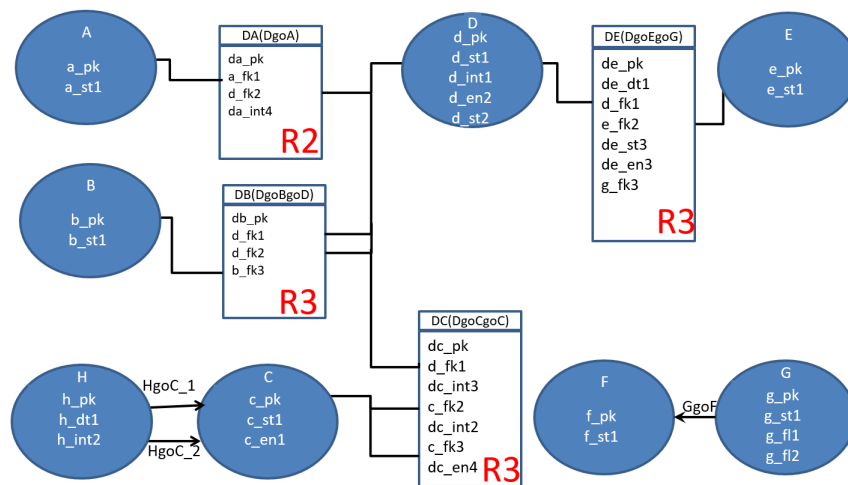 A
a_pk
a_st1
DA(DgoA)
da_pk
a_fk1
d_fk2
da_int4
R2
D
d_pk
d_st1
d_int1
d_en2
d_st2
DE(DgoEgoG)
de_pk
de_dt1
d_fk1
e_fk2
de_st3
de_en3
g_fk3
R3
E
e_pk
e_st1
B
b_pk
b_st1
DB(DgoBgoD)
db_pk
d_fk1
d_fk2
b_fk3
R3
DC(DgoCgoC)
dc_pk
d_fk1
dc_int3
c_fk2
dc_int2
c_fk3
dc_en4
R3
H
h_pk
h_dt1
h_int2
HgoC_1
HgoC_2
C
c_pk
c_st1
c_en1
F
f_pk
f_st1
GgoF
G
g_pk
g_st1
g_fl1
g_fl2